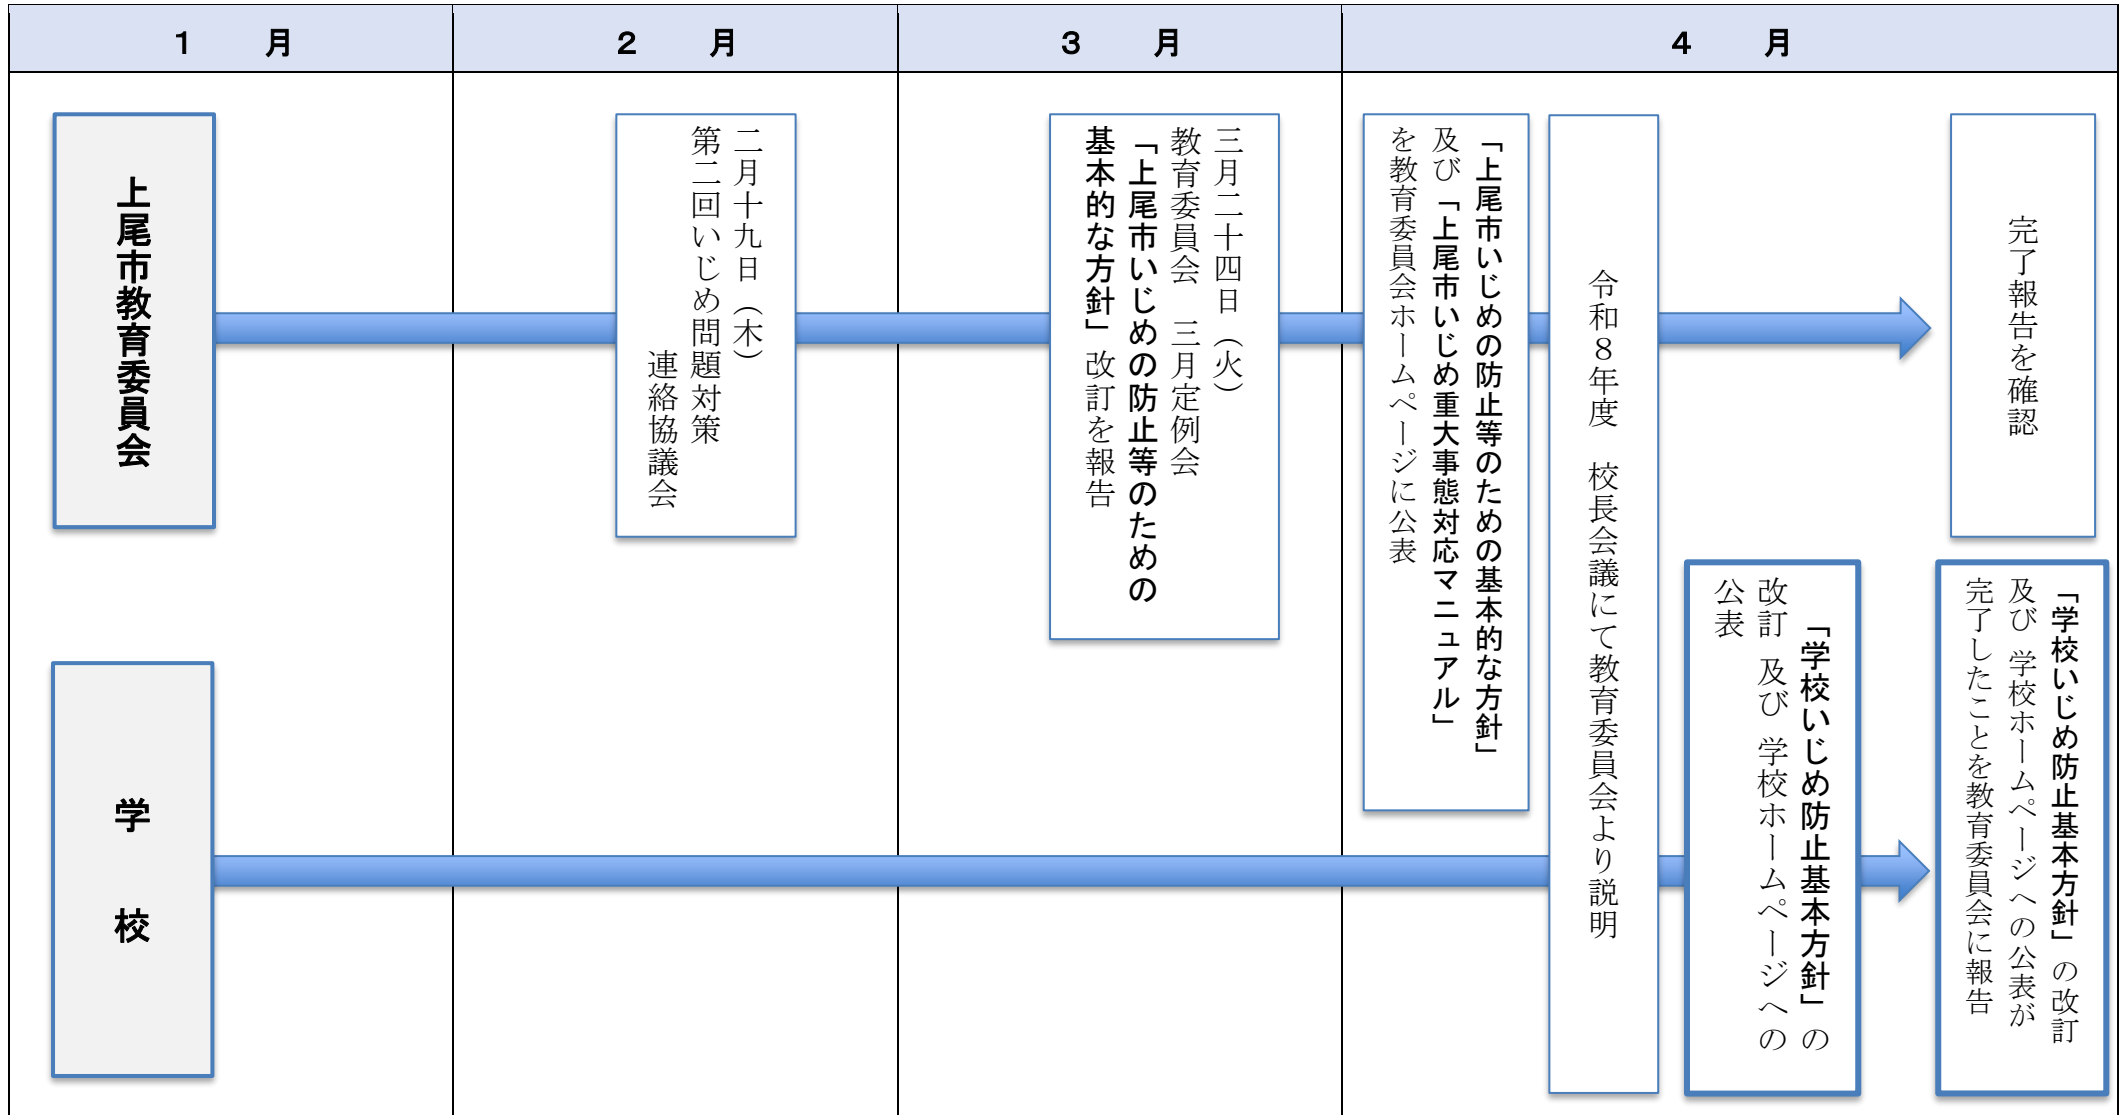 1　月
2　月
3　月
4　月
上尾市教育委員会
二月十九日（木）
第二回いじめ問題対策
連絡協議会
三月二十四日（火）
教育委員会　三月定例会
「上尾市いじめの防止等のための
基本的な方針」改訂を報告
「上尾市いじめの防止等のための基本的な方針」
及び「上尾市いじめ重大事態対応マニュアル」
を教育委員会ホームページに公表
令和８年度　校長会議にて教育委員会より説明
完了報告を確認
学校
「学校いじめ防止基本方針」の
改訂 及び 学校ホームページへの
公表
「学校いじめ防止基本方針」の改訂
及び 学校ホームページへの公表が
完了したことを教育委員会に報告